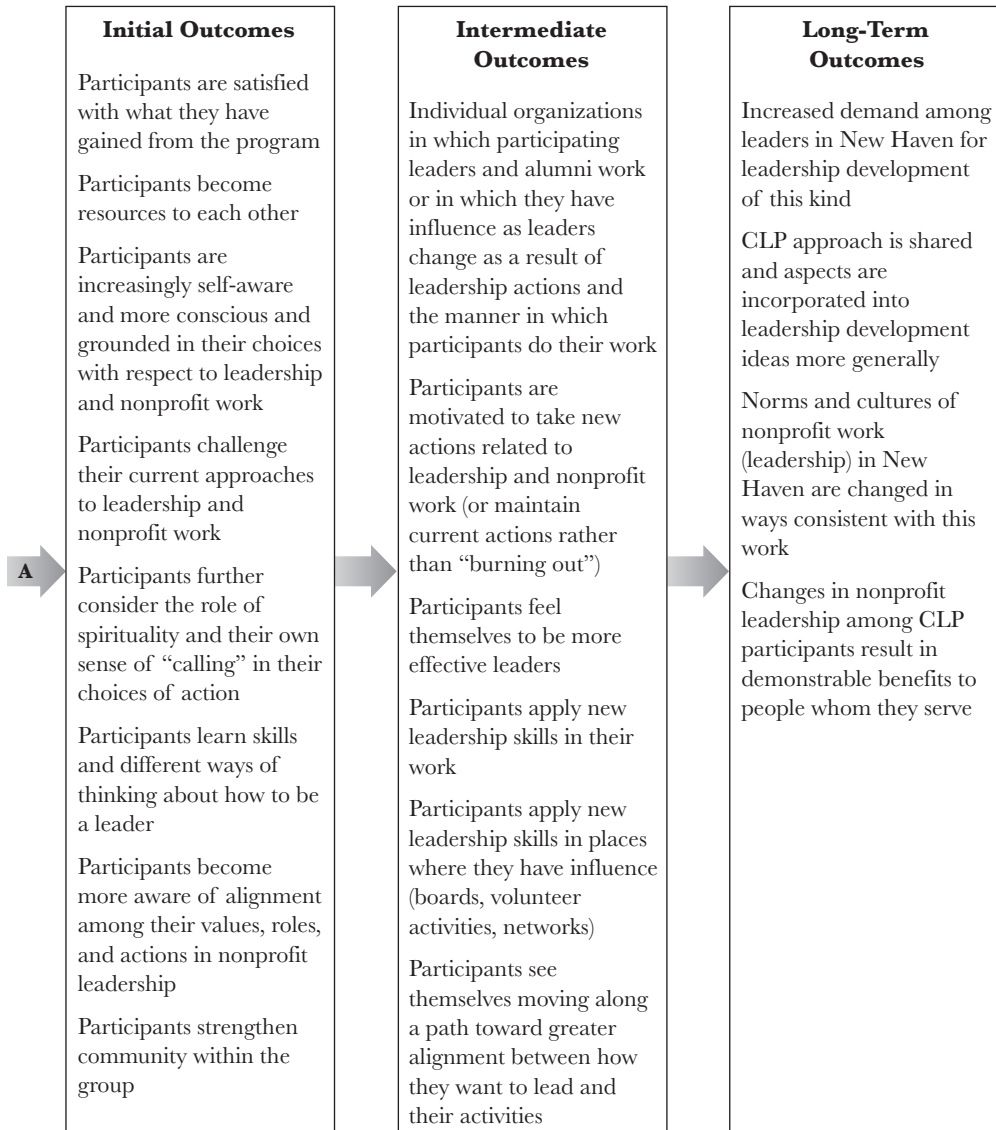 Initial Outcomes
Participants are satisfied
with what they have
gained from the program
Participants become
resources to each other
Participants are
increasingly self-aware
and more conscious and
grounded in their choices
with respect to leadership
and nonprofit work
Participants challenge
their current approaches
to leadership and
nonprofit work
Participants further
consider the role of
spirituality and their own
sense of “calling” in their
choices of action
Participants learn skills
and different ways of
thinking about how to be
a leader
Participants become
more aware of alignment
among their values, roles,
and actions in nonprofit
leadership
Participants strengthen
community within the
group
A
Intermediate
Outcomes
Individual organizations
in which participating
leaders and alumni work
or in which they have
influence as leaders
change as a result of
leadership actions and
the manner in which
participants do their work
Participants are
motivated to take new
actions related to
leadership and nonprofit
work (or maintain
current actions rather
than “burning out”)
Participants feel
themselves to be more
effective leaders
Participants apply new
leadership skills in their
work
Participants apply new
leadership skills in places
where they have influence
(boards, volunteer
activities, networks)
Participants see
themselves moving along
a path toward greater
alignment between how
they want to lead and
their activities
Long-Term
Outcomes
Increased demand among
leaders in New Haven for
leadership development
of this kind
CLP approach is shared
and aspects are
incorporated into
leadership development
ideas more generally
Norms and cultures of
nonprofit work
(leadership) in New
Haven are changed in
ways consistent with this
work
Changes in nonprofit
leadership among CLP
participants result in
demonstrable benefits to
people whom they serve